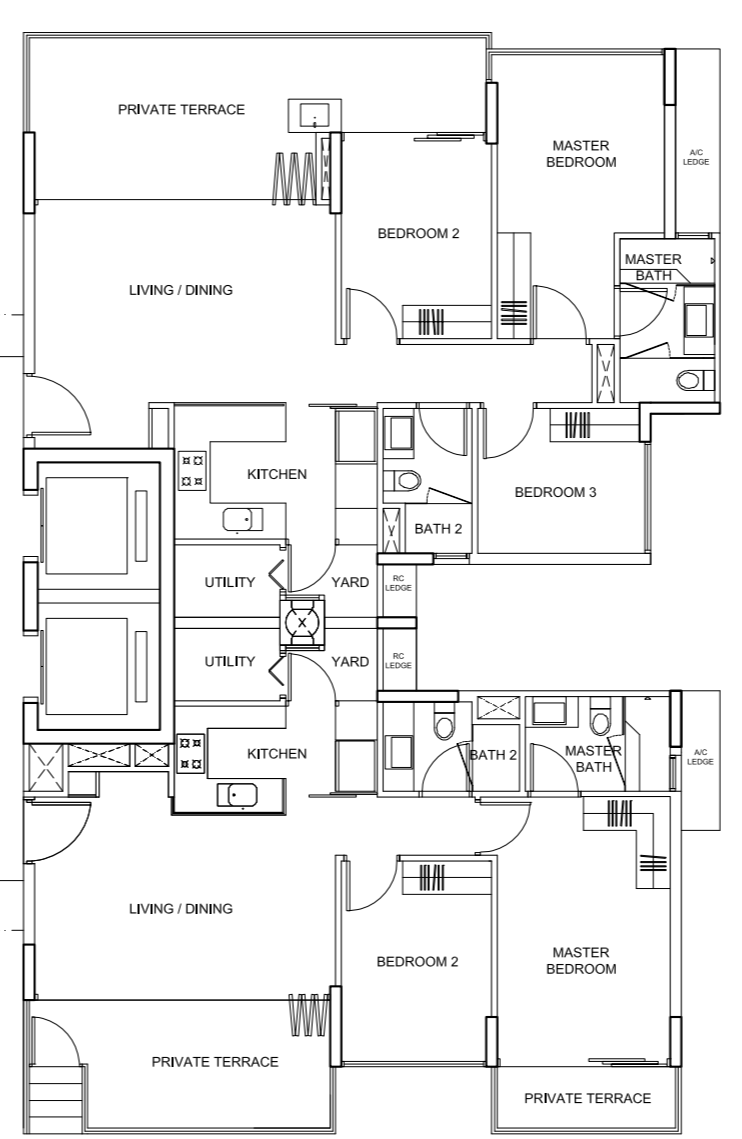 PRIVATE TERRACE
MASTER
BEDROOM
A/C
LEDGE
BEDROOM 2
MASTER
BATH
LIVING / DINING
KITCHEN
BEDROOM 3
BATH 2
UTILITY
YARD
RC
LEDGE
X
UTILITY
YARD
RC
LEDGE
KITCHEN
BATH 2
MASTER
BATH
A/C
LEDGE
LIVING / DINING
BEDROOM 2
MASTER
BEDROOM
PRIVATE TERRACE
PRIVATE TERRACE